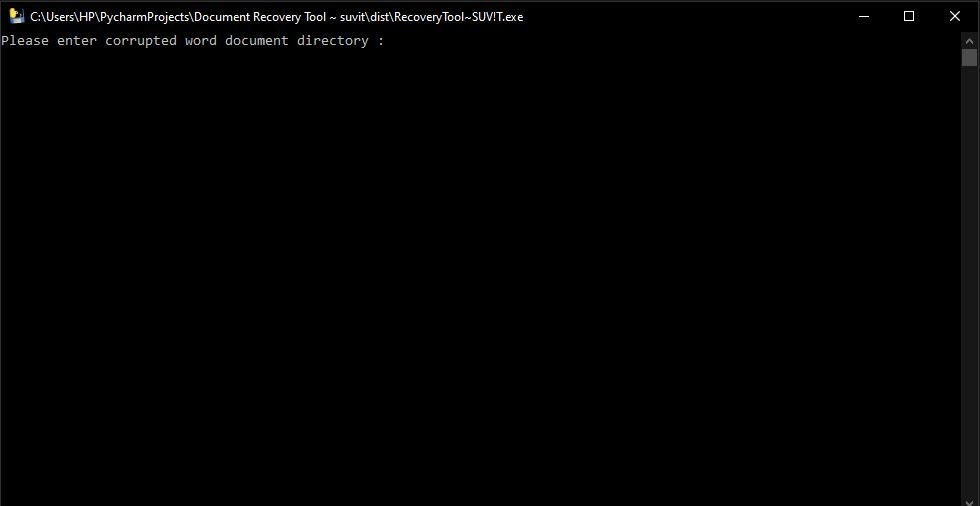 C:\Users\HP\PycharmProjects\Document Recovery Tool ~ suvit\dist\RecoveryTool~SUV!T.exe
Please enter corrupted word document directory :